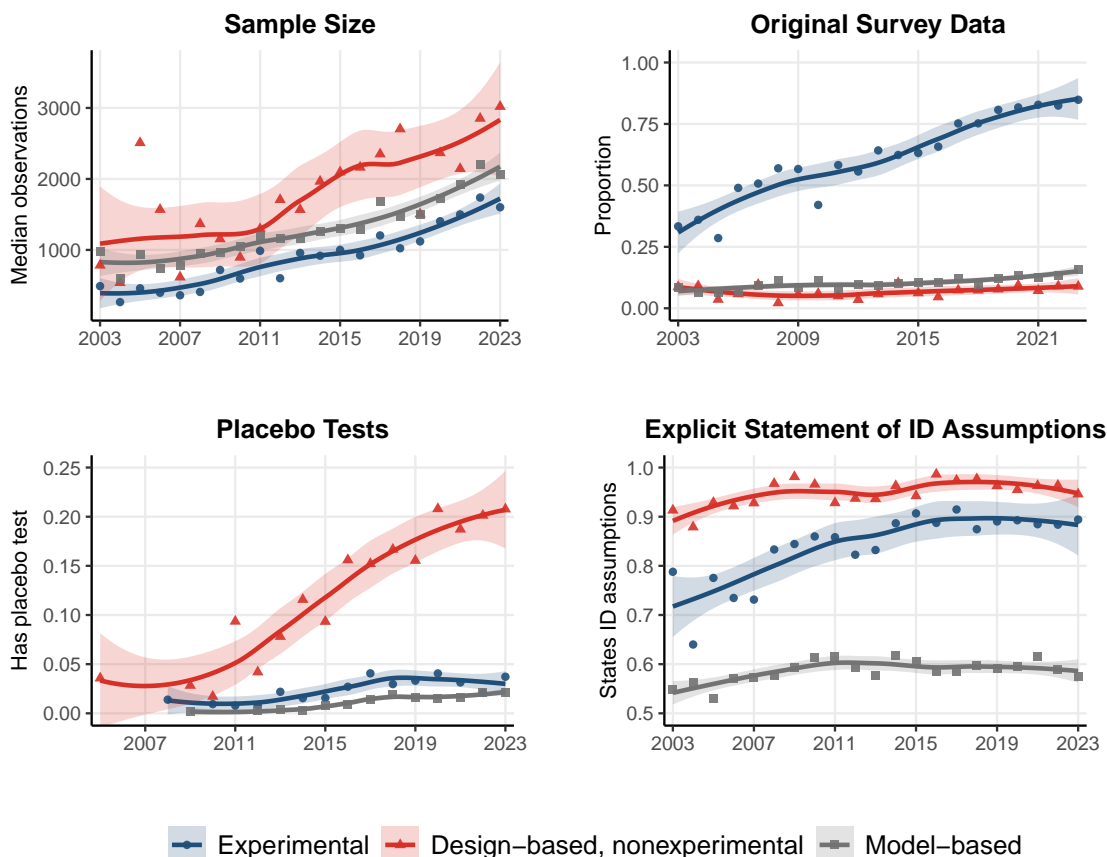 Sample Size
Median observations
3000
2000
1000
2003 2007 2011 2015 2019 2023
Original Survey Data
Proportion
1.00
0.75
0.50
0.25
0.00
2003 2009 2015 2021
Placebo Tests
Has placebo test
0.25
0.20
0.15
0.10
0.05
0.00
2007 2011 2015 2019 2023
Explicit Statement of ID Assumptions
States ID assumptions
1.0
0.9
0.8
0.7
0.6
0.5
2003 2007 2011 2015 2019 2023
Experimental Design−based, nonexperimental Model−based